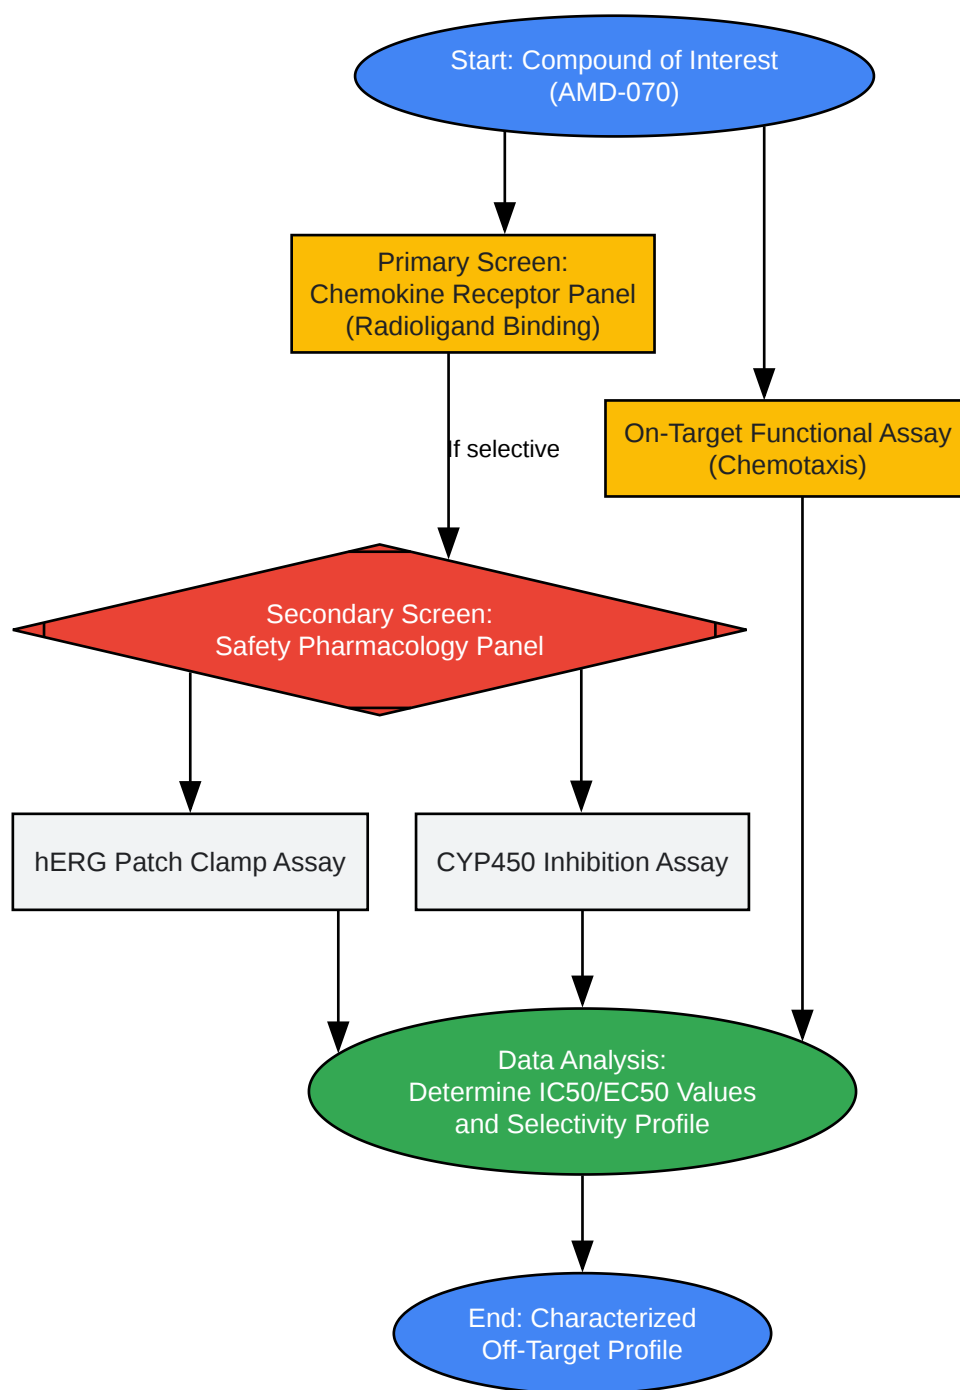 Start: Compound of Interest
(AMD-070)
Primary Screen:
Chemokine Receptor Panel
(Radioligand Binding)
If selective
On-Target Functional Assay
(Chemotaxis)
Secondary Screen:
Safety Pharmacology Panel
hERG Patch Clamp Assay
CYP450 Inhibition Assay
Data Analysis:
Determine IC50/EC50 Values
and Selectivity Profile
End: Characterized
Off-Target Profile